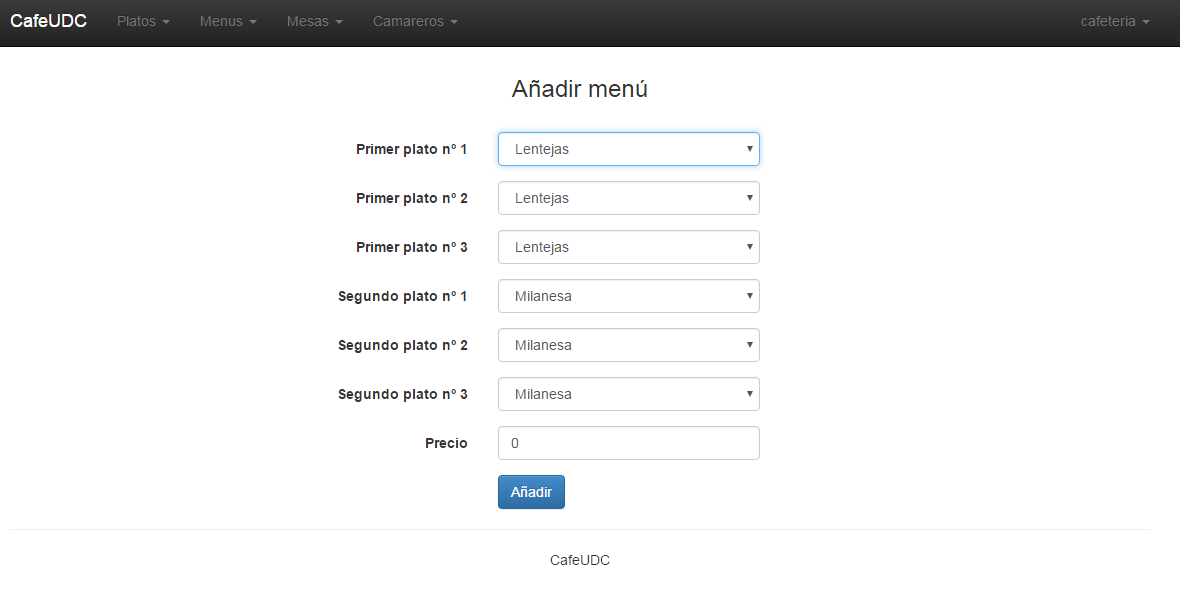 CafeUDC Platos Menus Mesas Camareros cafeteria
Añadir menú
Primer plato nº 1 Lentejas
Primer plato nº 2 Lentejas
Primer plato nº 3 Lentejas
Segundo plato nº 1 Milanesa
Segundo plato nº 2 Milanesa
Segundo plato nº 3 Milanesa
Precio 0
Añadir
CafeUDC